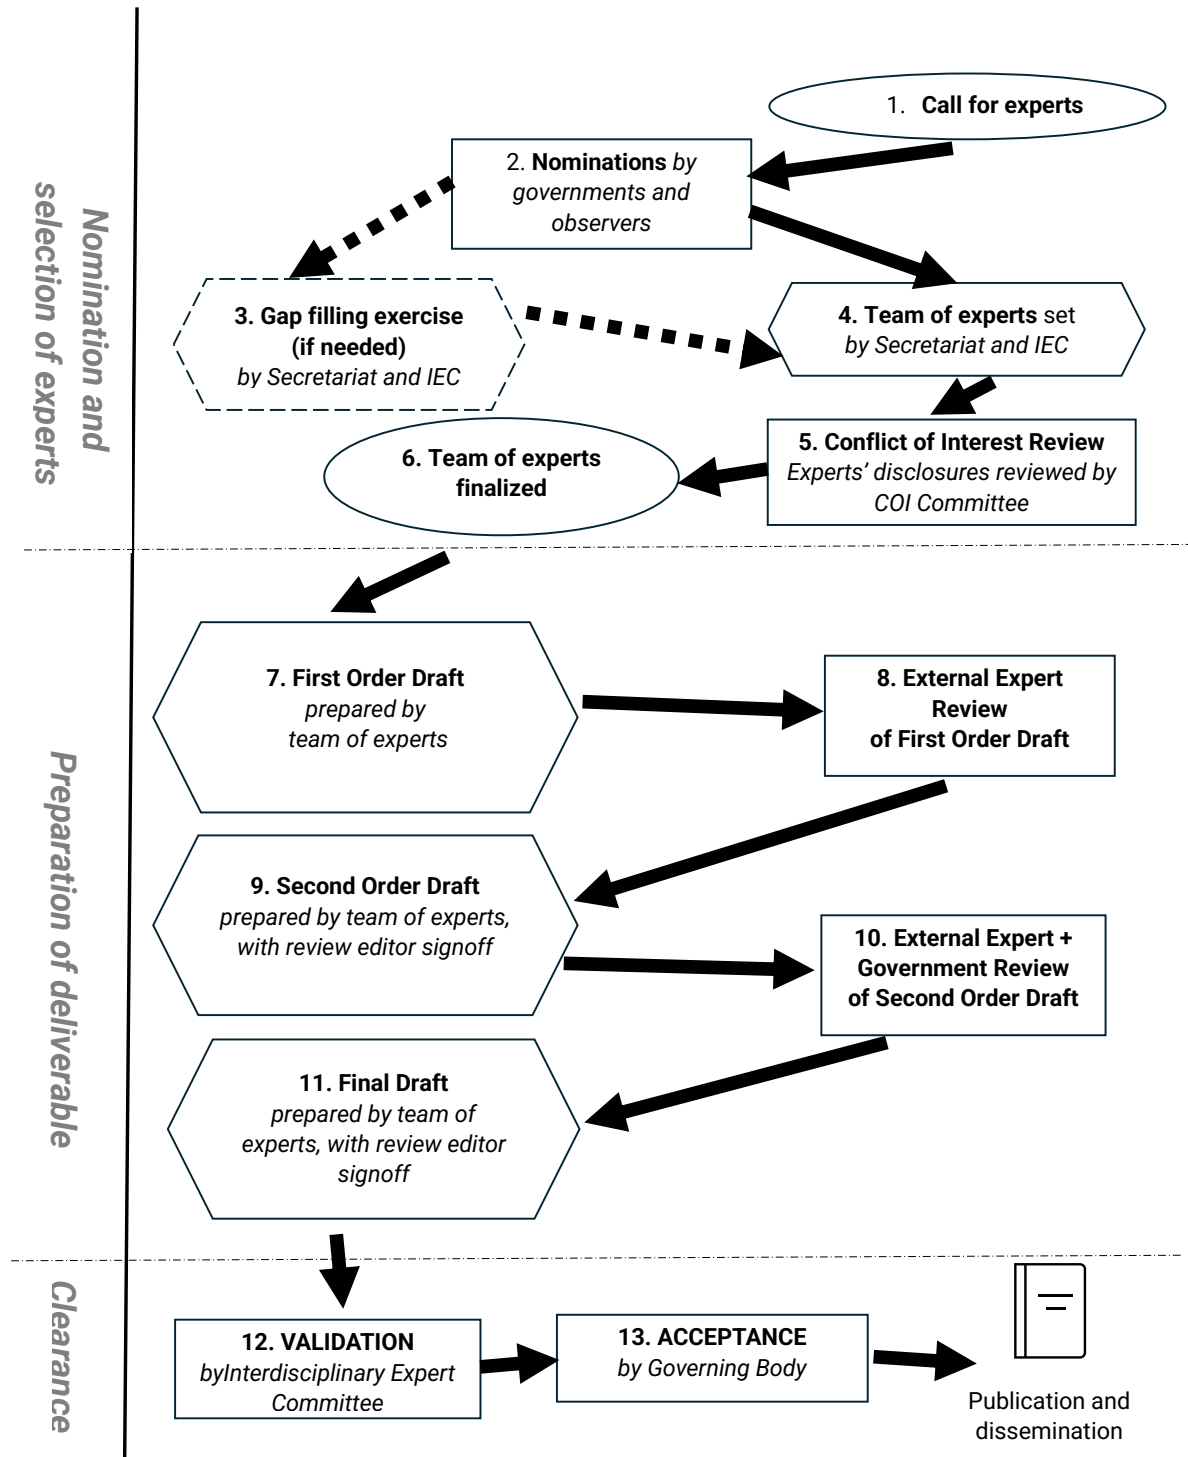 Nomination and
selection of experts
1. Call for experts
2. Nominations by
governments and
observers
3. Gap filling exercise
(if needed)
by Secretariat and IEC
4. Team of experts set
by Secretariat and IEC
5. Conflict of Interest Review
Experts’ disclosures reviewed by
COI Committee
6. Team of experts
finalized
Preparation of deliverable
7. First Order Draft
prepared by
team of experts
8. External Expert
Review
of First Order Draft
9. Second Order Draft
prepared by team of experts,
with review editor signoff
10. External Expert +
Government Review
of Second Order Draft
11. Final Draft
prepared by team of
experts, with review editor
signoff
Clearance
12. VALIDATION
byInterdisciplinary Expert
Committee
13. ACCEPTANCE
by Governing Body
Publication and
dissemination